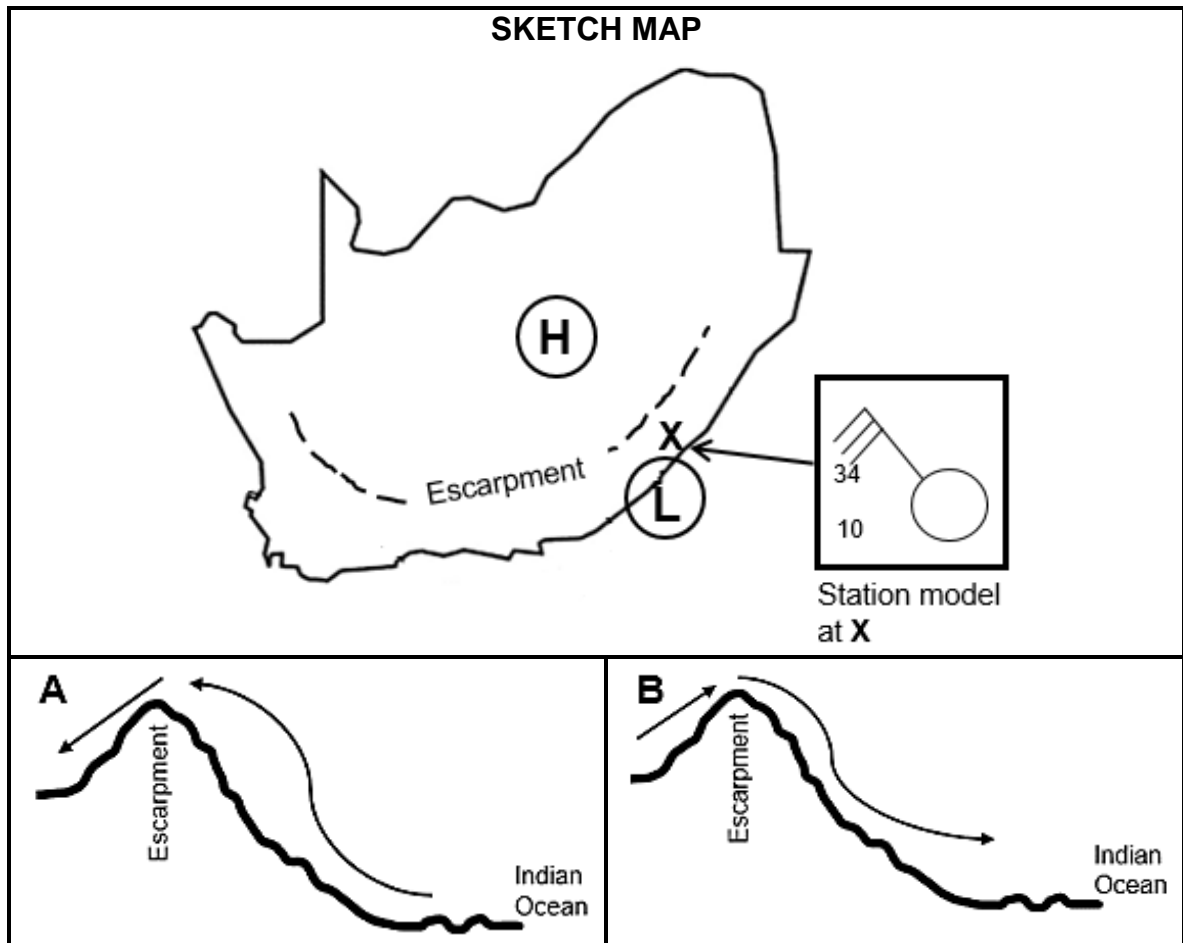 SKETCH MAP
H
X
Escarpment
L
34
10
Station model
at X
A
Escarpment
Indian
Ocean
B
Escarpment
Indian
Ocean